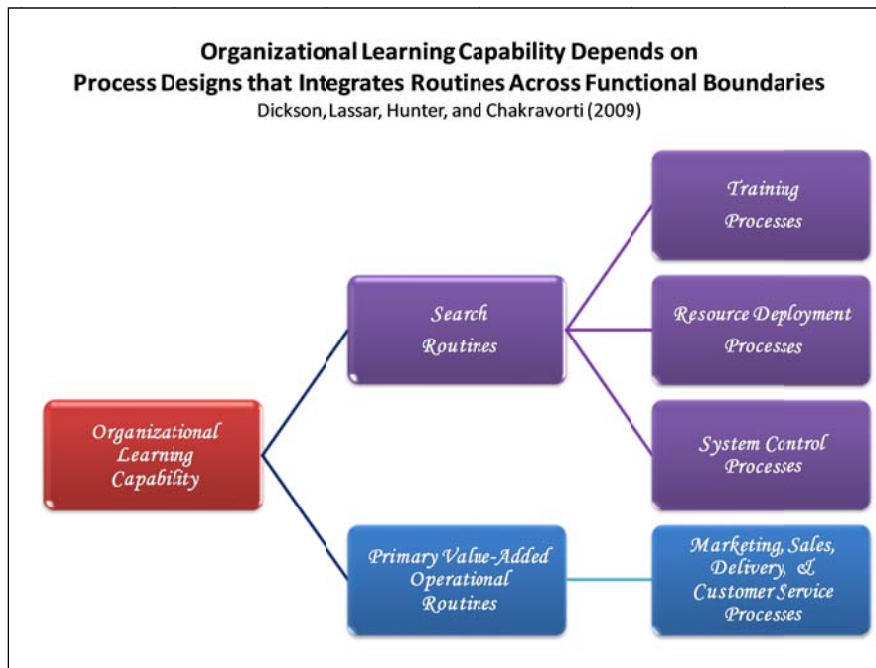 Organizational Learning Capability Depends on
Process Designs that Integrates Routines Across Functional Boundaries
Dickson, Lassar, Hunter, and Chakravorti (2009)
Training
Processes
Search
Routines
Resource Deployment
Processes
Organizational
Learning
Capability
System Control
Processes
Primary Value-Added
Operational
Routines
Marketing, Sales,
Delivery, &
Customer Service
Processes